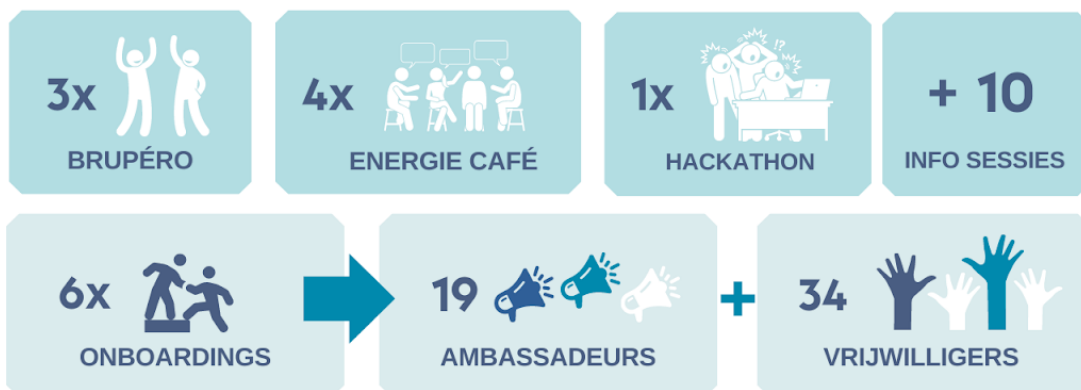 3x
BRUPÉRO
4x
ENERGIE CAFÉ
1x
!?
HACKATHON
+ 10
INFO SESSIES
6x
ONBOARDINGS
19
AMBASSADEURS
+
34
VRIJWILLIGERS